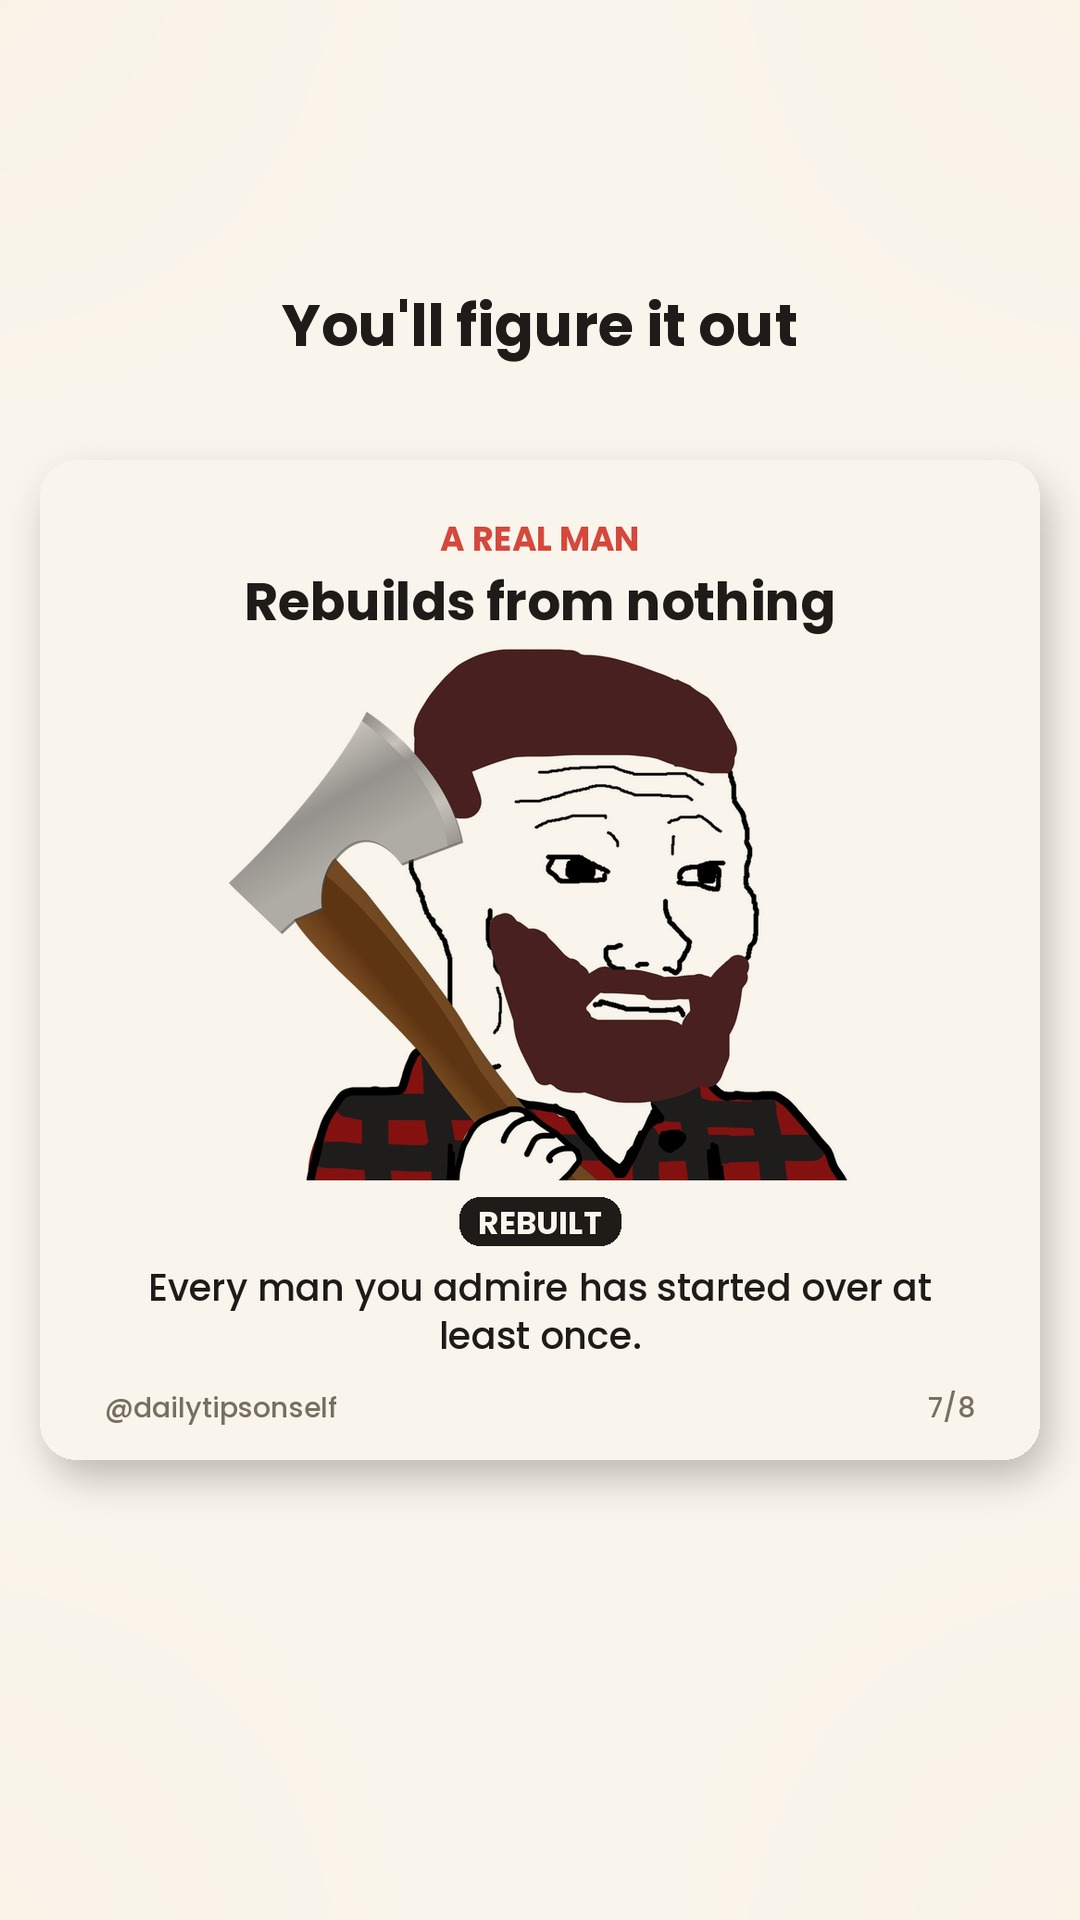 You'll figure it out
A REAL MAN
Rebuilds from nothing
REBUILT
Every man you admire has started over at
least once.
@dailytipsonself
7/8